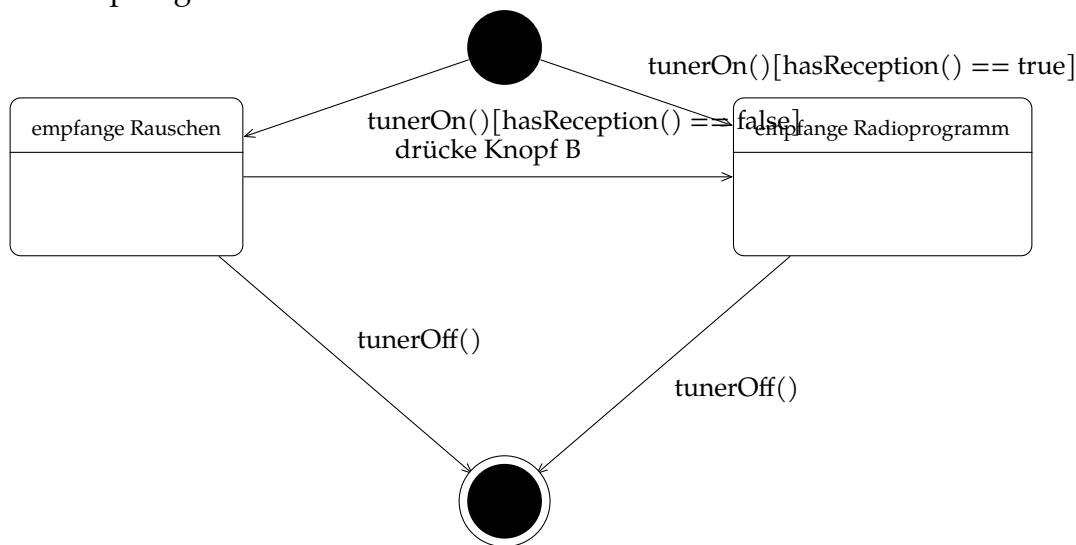 tunerOn()[hasReception() == true]
tunerOn()[hasReception() == false]
empfange Rauschen
empfange Radioprogramm
drücke Knopf B
tunerOff()
tunerOff()